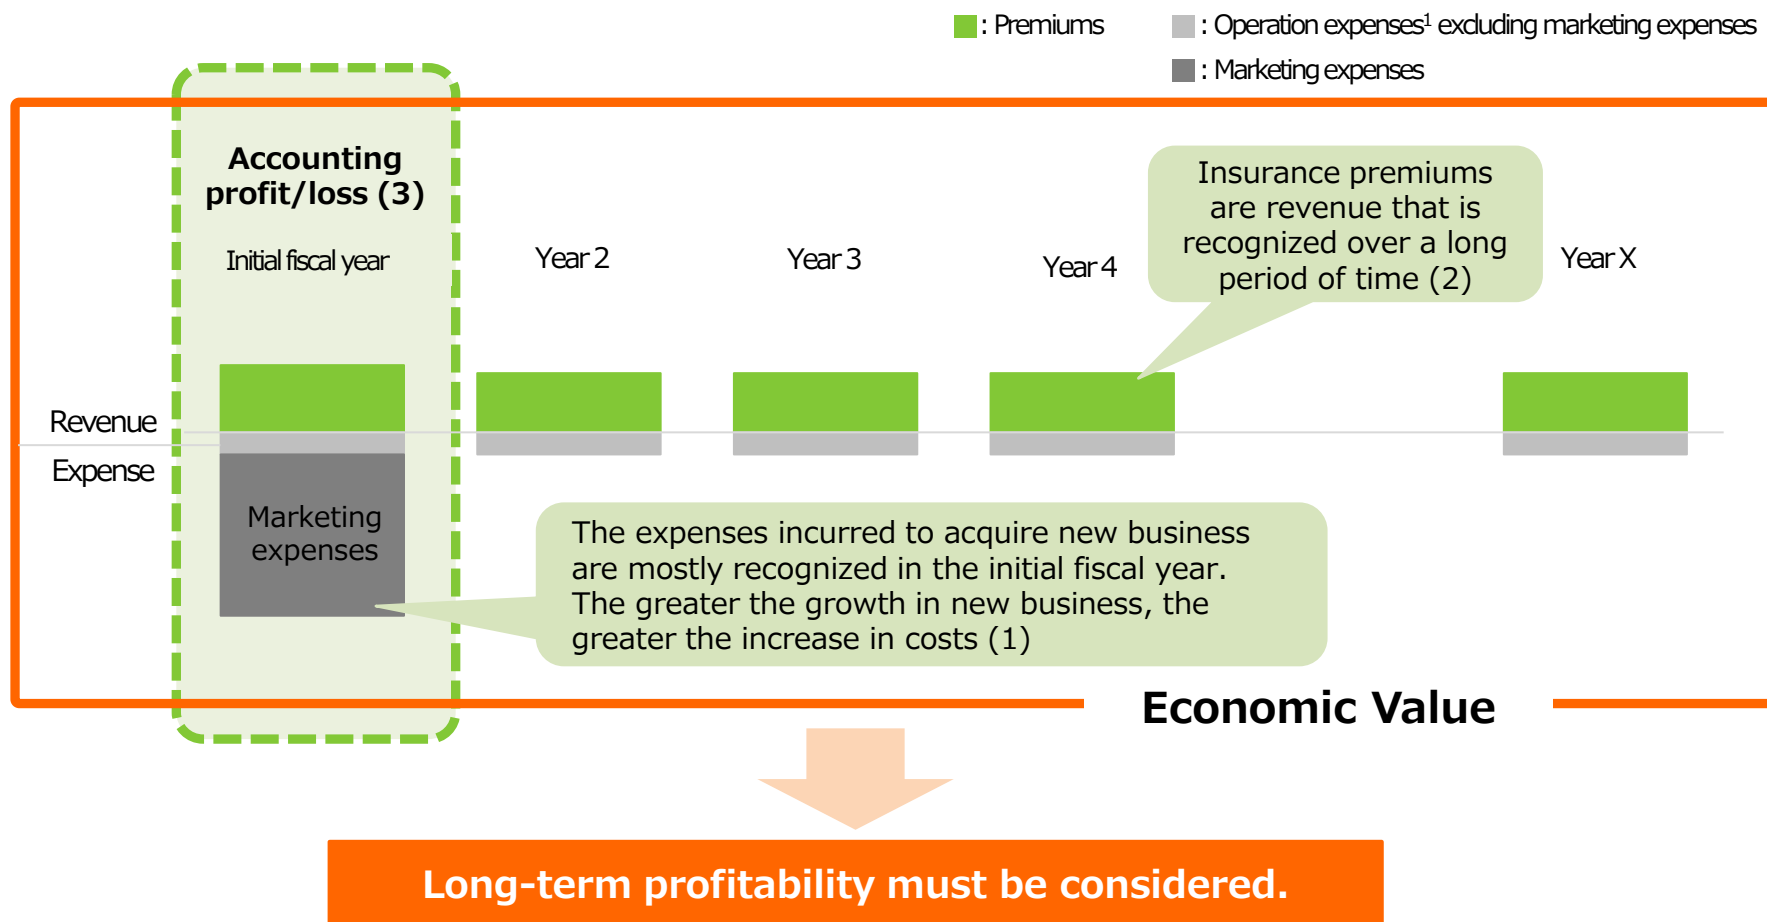 : Premiums
: Operation expenses¹ excluding marketing expenses
: Marketing expenses
Accounting
profit/loss (3)
Initial fiscal year
Year 2
Year 3
Year 4
Insurance premiums
are revenue that is
recognized over a long
period of time (2)
Year X
Revenue
Expense
Marketing
expenses
The expenses incurred to acquire new business
are mostly recognized in the initial fiscal year.
The greater the growth in new business, the
greater the increase in costs (1)
Economic Value
Long-term profitability must be considered.